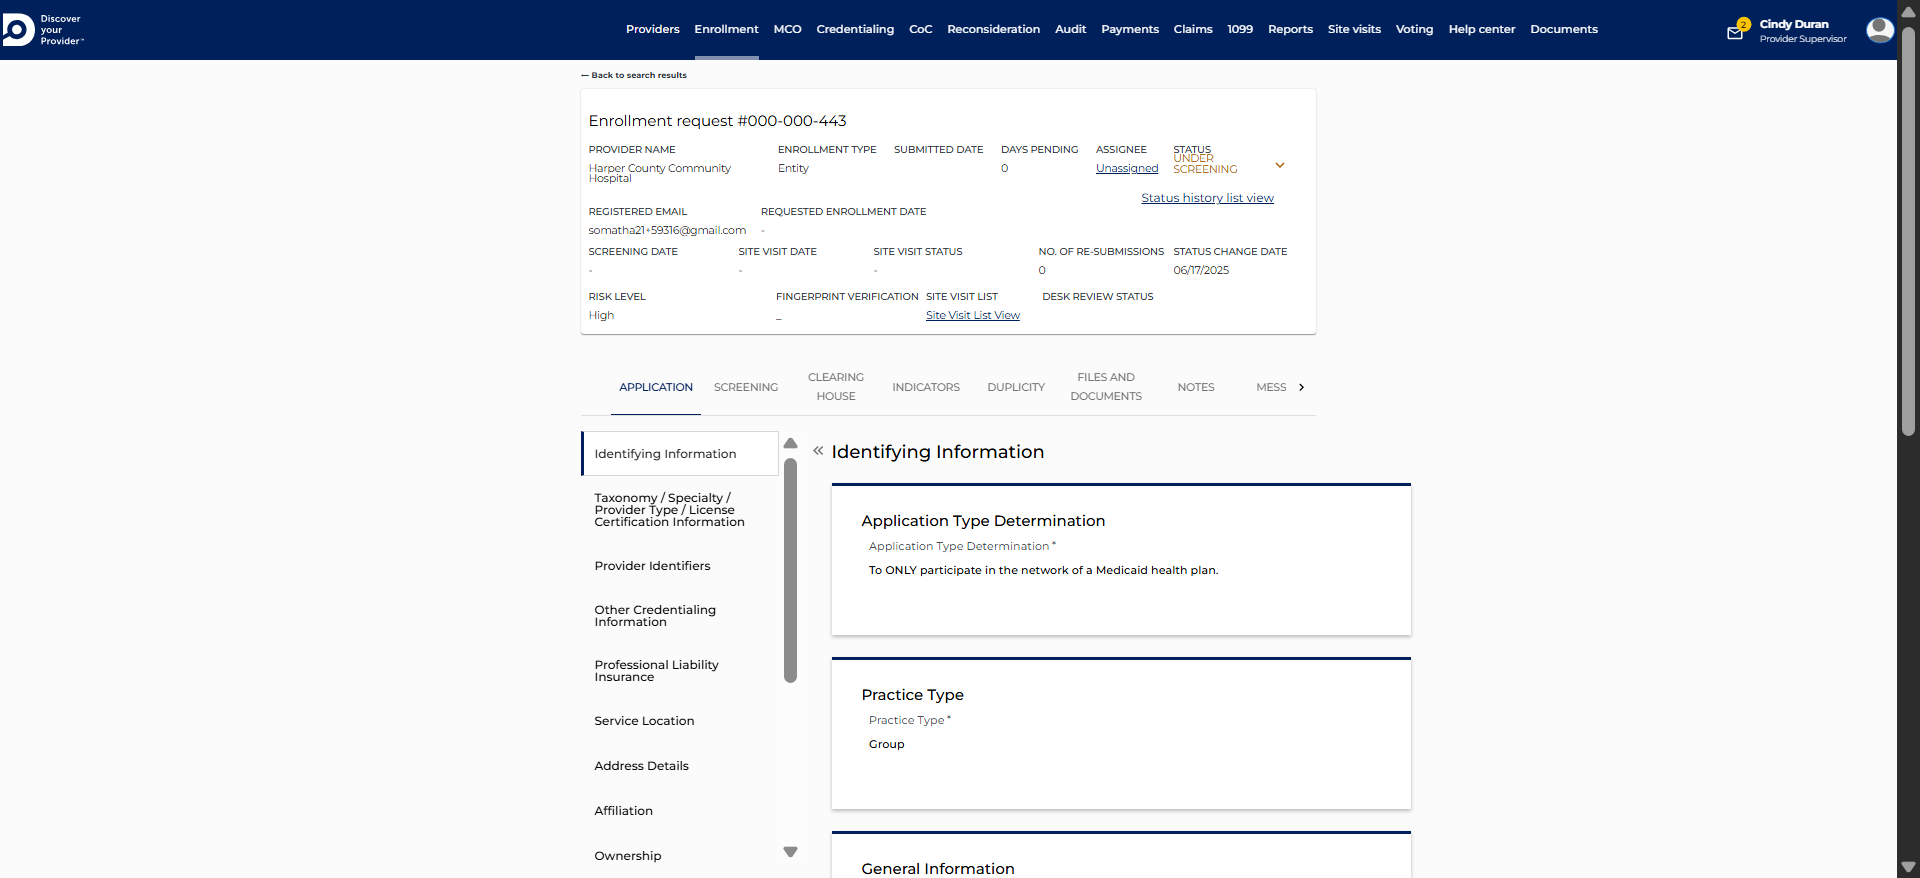 Discover
your
Provider™
Providers Enrollment MCO Credentialing CoC Reconsideration Audit Payments Claims 1099 Reports Site visits Voting Help center Documents
2
Cindy Duran
Provider Supervisor
← Back to search results
Enrollment request #000-000-443
PROVIDER NAME ENROLLMENT TYPE SUBMITTED DATE DAYS PENDING ASSIGNEE STATUS
Harper County Community Hospital Entity 0 Unassigned UNDER SCREENING
Status history list view
REGISTERED EMAIL REQUESTED ENROLLMENT DATE
somatha21+59316@gmail.com -
SCREENING DATE SITE VISIT DATE SITE VISIT STATUS NO. OF RE-SUBMISSIONS STATUS CHANGE DATE
- - - 0 06/17/2025
RISK LEVEL FINGERPRINT VERIFICATION SITE VISIT LIST DESK REVIEW STATUS
High _ Site Visit List View
APPLICATION SCREENING CLEARING HOUSE INDICATORS DUPLICITY FILES AND DOCUMENTS NOTES MESS
Identifying Information
Taxonomy / Specialty /
Provider Type / License
Certification Information
Provider Identifiers
Other Credentialing
Information
Professional Liability
Insurance
Service Location
Address Details
Affiliation
Ownership
« Identifying Information
Application Type Determination
Application Type Determination *
To ONLY participate in the network of a Medicaid health plan.
Practice Type
Practice Type *
Group
General Information